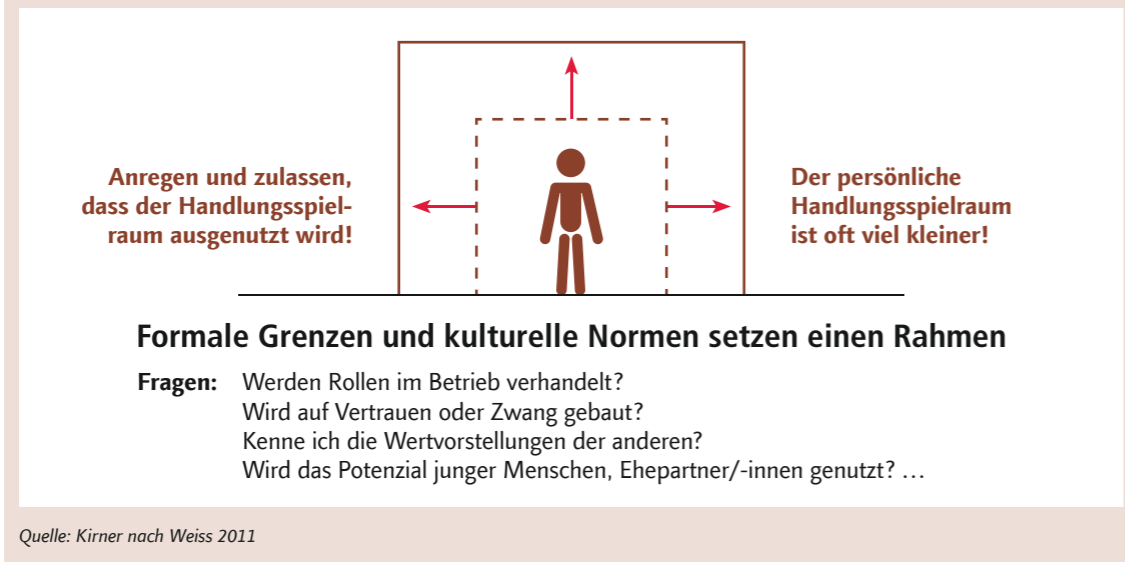 Anregen und zulassen,
dass der Handlungsspiel-
raum ausgenutzt wird!
Der persönliche
Handlungsspielraum
ist oft viel kleiner!
Formale Grenzen und kulturelle Normen setzen einen Rahmen
Fragen: Werden Rollen im Betrieb verhandelt?
Wird auf Vertrauen oder Zwang gebaut?
Kenne ich die Wertvorstellungen der anderen?
Wird das Potenzial junger Menschen, Ehepartner/-innen genutzt? …
Quelle: Kirner nach Weiss 2011